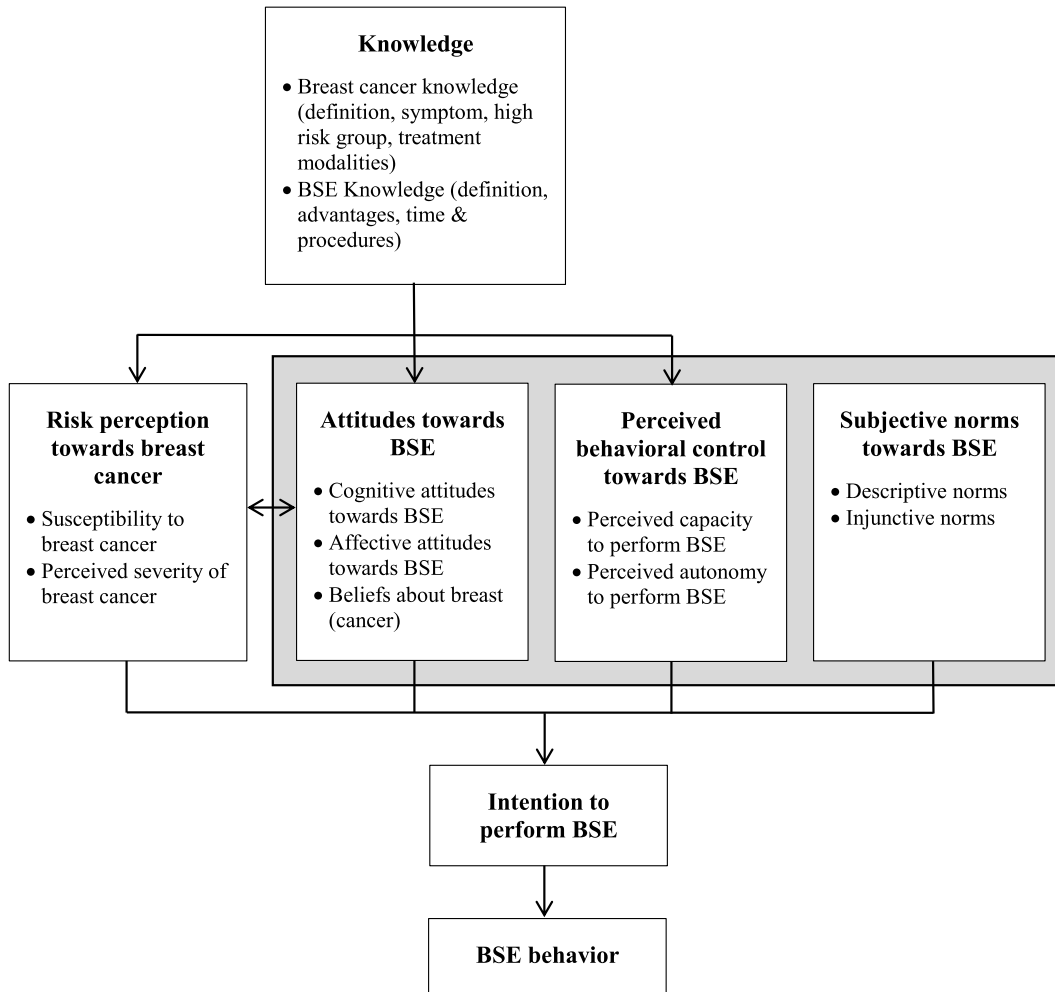 Knowledge
• Breast cancer knowledge
(definition, symptom, high
risk group, treatment
modalities)
• BSE Knowledge (definition,
advantages, time &
procedures)
Risk perception
towards breast
cancer
• Susceptibility to
breast cancer
• Perceived severity of
breast cancer
Attitudes towards
BSE
• Cognitive attitudes
towards BSE
• Affective attitudes
towards BSE
• Beliefs about breast
(cancer)
Perceived
behavioral control
towards BSE
• Perceived capacity
to perform BSE
• Perceived autonomy
to perform BSE
Subjective norms
towards BSE
• Descriptive norms
• Injunctive norms
Intention to
perform BSE
BSE behavior